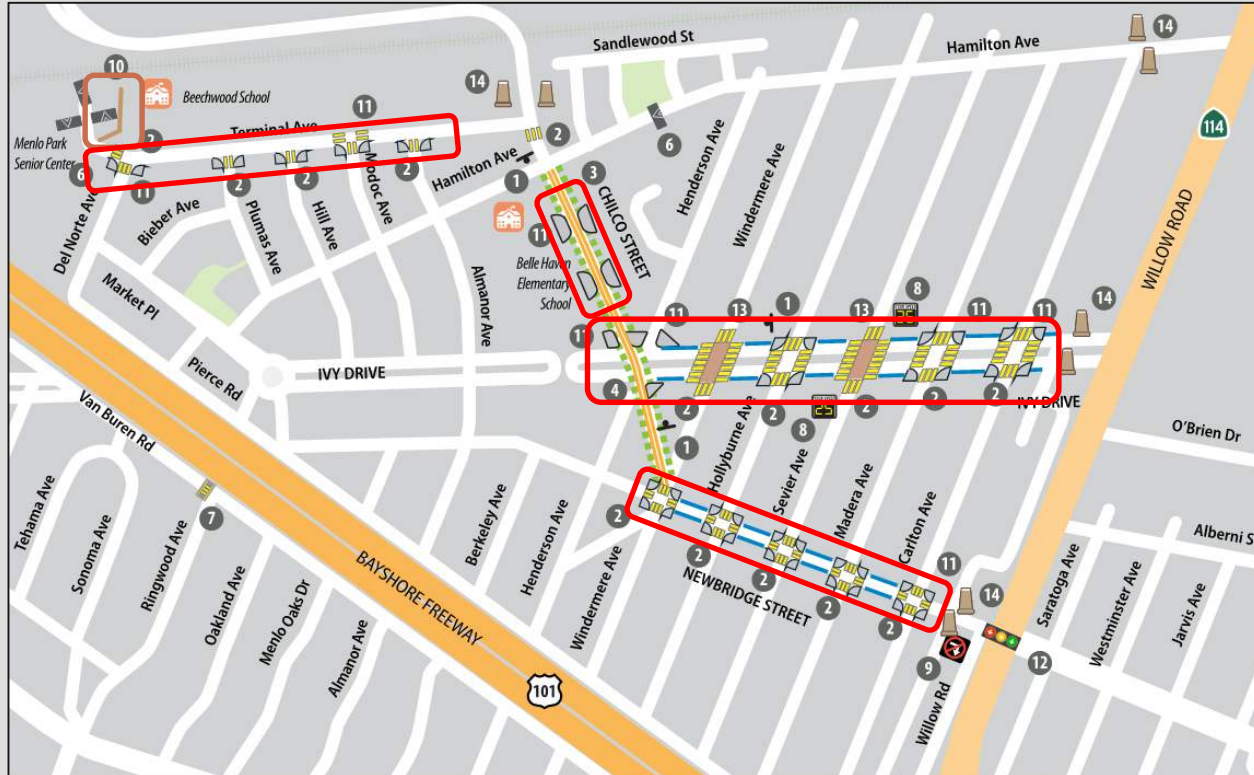 14
Hamilton Ave
Sandlewood St
10
Beechwood School
14
114
11
Terminal Ave
2
2
6
Menlo Park
Senior Center
6
11
2
2
2
Modoc Ave
Hamilton Ave
1
3
CHILCO STREET
Henderson Ave
Windermere Ave
WILLOW ROAD
Del Norte Ave
Bieber Ave
Plumas Ave
Hill Ave
11
Belle Haven
Elementary
School
Almanor Ave
Market Pl
11
11
13
1
13
8
25
11
11
14
Pierce Rd
IVY DRIVE
4
2
2
8
25
2
2
2
IVY DRIVE
1
O'Brien Dr
Van Buren Rd
Hollyburne Ave
Sevier Ave
Madera Ave
Carlton Ave
Tehama Ave
Sonoma Ave
7
Ringwood Ave
2
Berkeley Ave
Henderson Ave
Windermere Ave
2
2
2
2
NEWBRIDGE STREET
11
14
Alberni S
Oakland Ave
Menlo Oaks Dr
Almanor Ave
BAYSHORE FREEWAY
101
9
12
Willow Rd
Saratoga Ave
Westminster Ave
Jarvis Ave